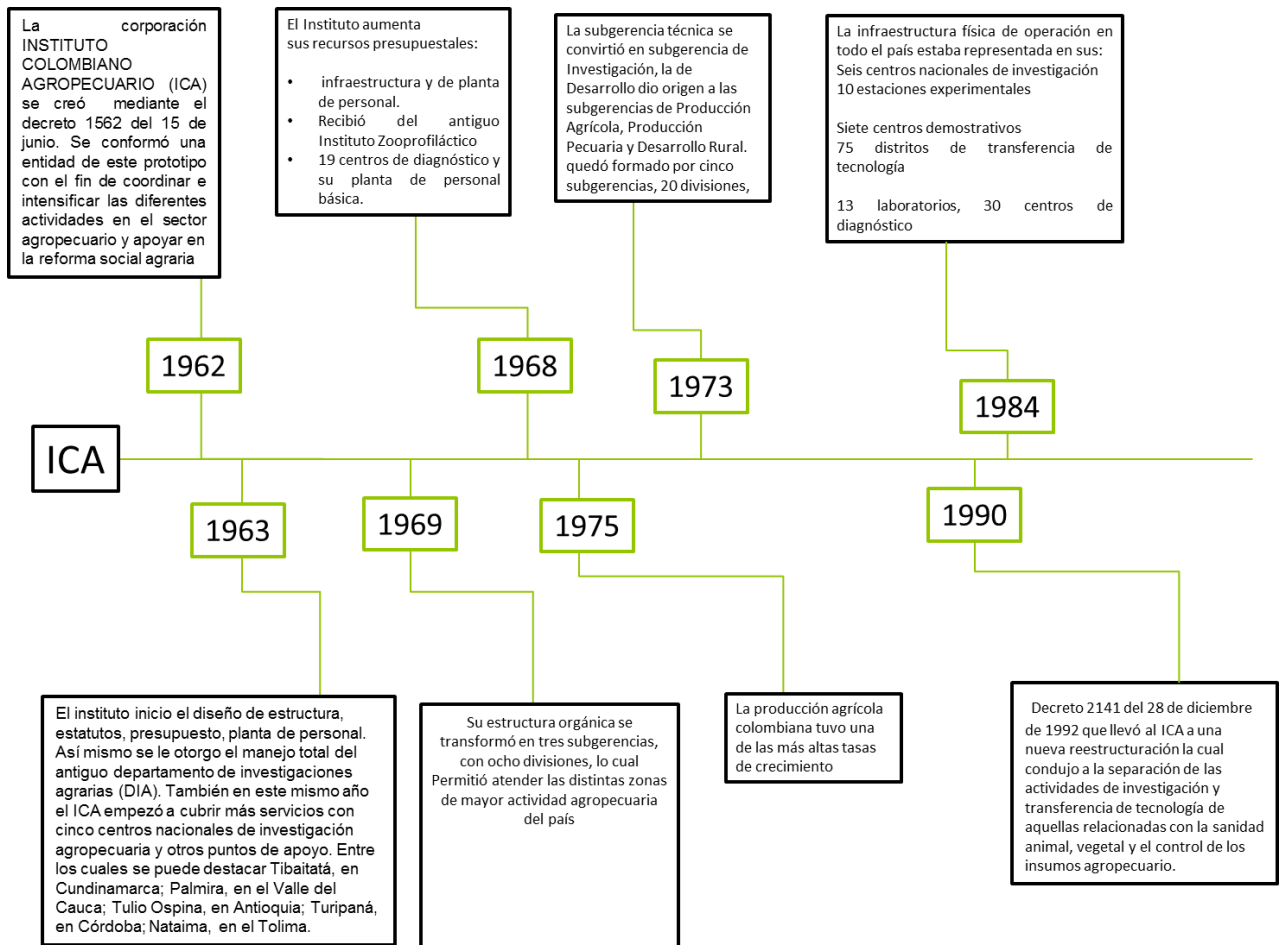 La corporación
INSTITUTO
COLOMBIANO
AGROPECUARIO (ICA)
se creó mediante el
decreto 1562 del 15 de
junio. Se conformó una
entidad de este prototipo
con el fin de coordinar e
intensificar las diferentes
actividades en el sector
agropecuario y apoyar en
la reforma social agraria
El Instituto aumenta
sus recursos presupuestales:
• infraestructura y de planta
de personal.
• Recibió del antiguo
Instituto Zooprofiláctico
• 19 centros de diagnóstico y
su planta de personal
básica.
La subgerencia técnica se
convirtió en subgerencia de
Investigación, la de
Desarrollo dio origen a las
subgerencias de Producción
Agrícola, Producción
Pecuaria y Desarrollo Rural.
quedó formado por cinco
subgerencias, 20 divisiones,
La infraestructura física de operación en
todo el país estaba representada en sus:
Seis centros nacionales de investigación
10 estaciones experimentales
Siete centros demostrativos
75 distritos de transferencia de
tecnología
13 laboratorios, 30 centros de
diagnóstico
1962
1968
1973
1984
ICA
1963
1969
1975
1990
El instituto inicio el diseño de estructura,
estatutos, presupuesto, planta de personal.
Así mismo se le otorgo el manejo total del
antiguo departamento de investigaciones
agrarias (DIA). También en este mismo año
el ICA empezó a cubrir más servicios con
cinco centros nacionales de investigación
agropecuaria y otros puntos de apoyo. Entre
los cuales se puede destacar Tibaitatá, en
Cundinamarca; Palmira, en el Valle del
Cauca; Tulio Ospina, en Antioquia; Turipaná,
en Córdoba; Nataima, en el Tolima.
Su estructura orgánica se
transformó en tres subgerencias,
con ocho divisiones, lo cual
Permitió atender las distintas zonas
de mayor actividad agropecuaria
del país
La producción agrícola
colombiana tuvo una
de las más altas tasas
de crecimiento
Decreto 2141 del 28 de diciembre
de 1992 que llevó al ICA a una
nueva reestructuración la cual
condujo a la separación de las
actividades de investigación y
transferencia de tecnología de
aquellas relacionadas con la sanidad
animal, vegetal y el control de los
insumos agropecuario.